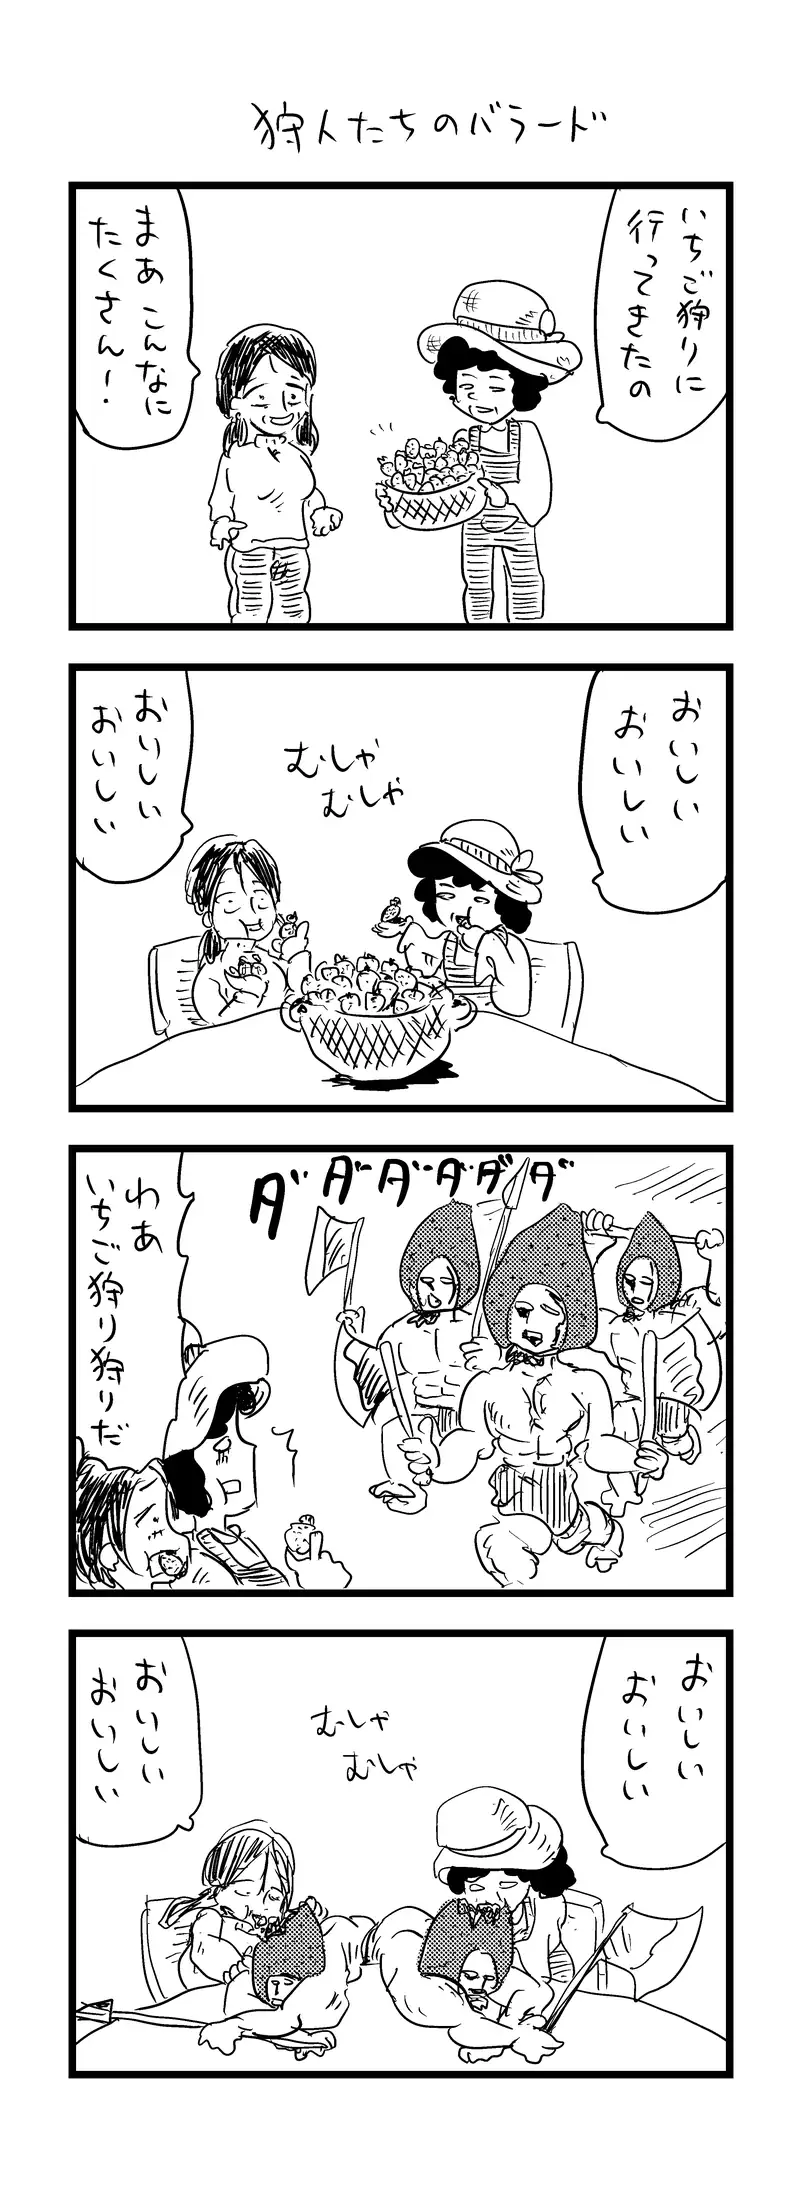 狩人たちのバラード
いちご狩りに
行ってきたの
まあ こんなに
たくさん!
おいしい
おいしい
むしゃ
むしゃ
おいしい
おいしい
ダダーダーダダダ
わあ
いちご狩り狩りだ
おいしい
おいしい
むしゃ
むしゃ
おいしい
おいしい